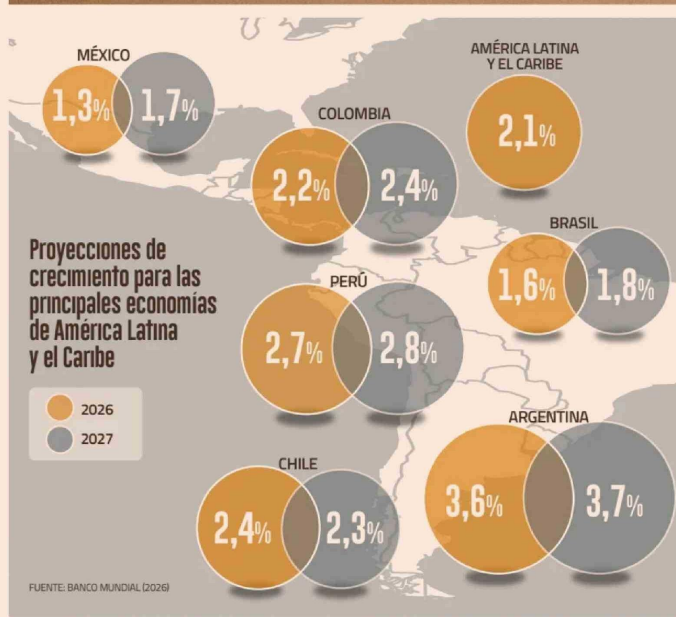 MÉXICO
1,3%
1,7%
COLOMBIA
2,2%
2,4%
AMÉRICA LATINA
Y EL CARIBE
2,1%
BRASIL
1,6%
1,8%
Proyecciones de
crecimiento para las
principales economías
de América Latina
y el Caribe
2026
2027
PERÚ
2,7%
2,8%
ARGENTINA
3,6%
3,7%
CHILE
2,4%
2,3%
FUENTE: BANCO MUNDIAL (2026)